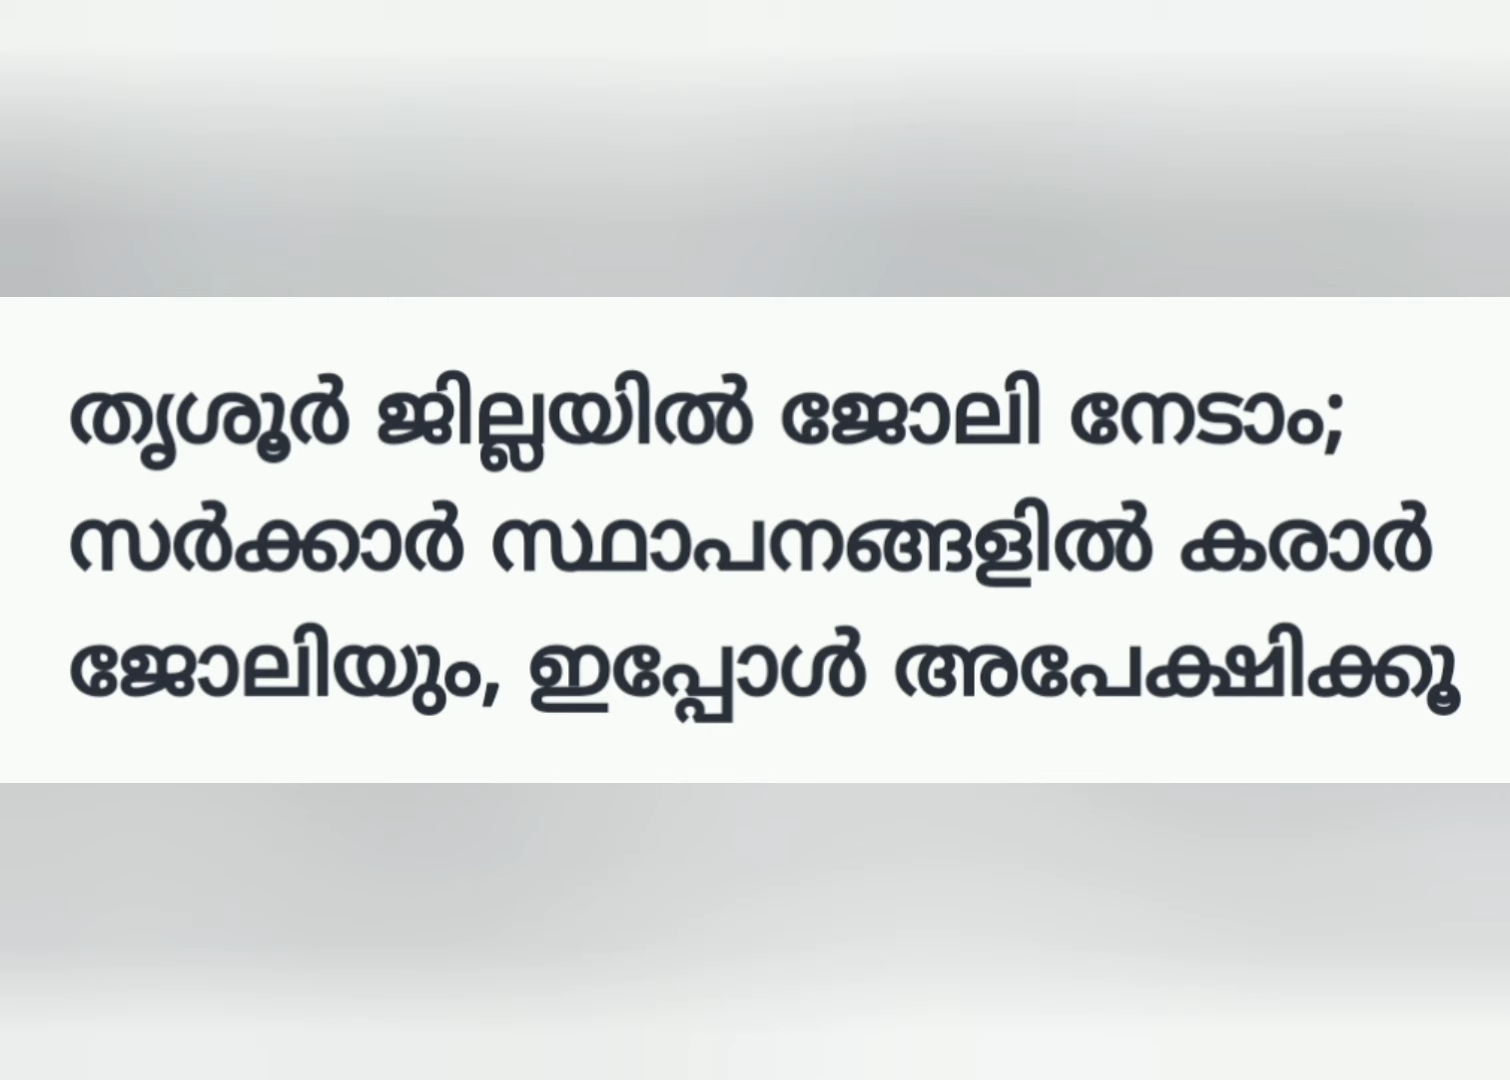 തൃശൂർ ജില്ലയിൽ ജോലി നേടാം;
സർക്കാർ സ്ഥാപനങ്ങളിൽ കരാർ
ജോലിയും, ഇപ്പോൾ അപേക്ഷിക്കൂ